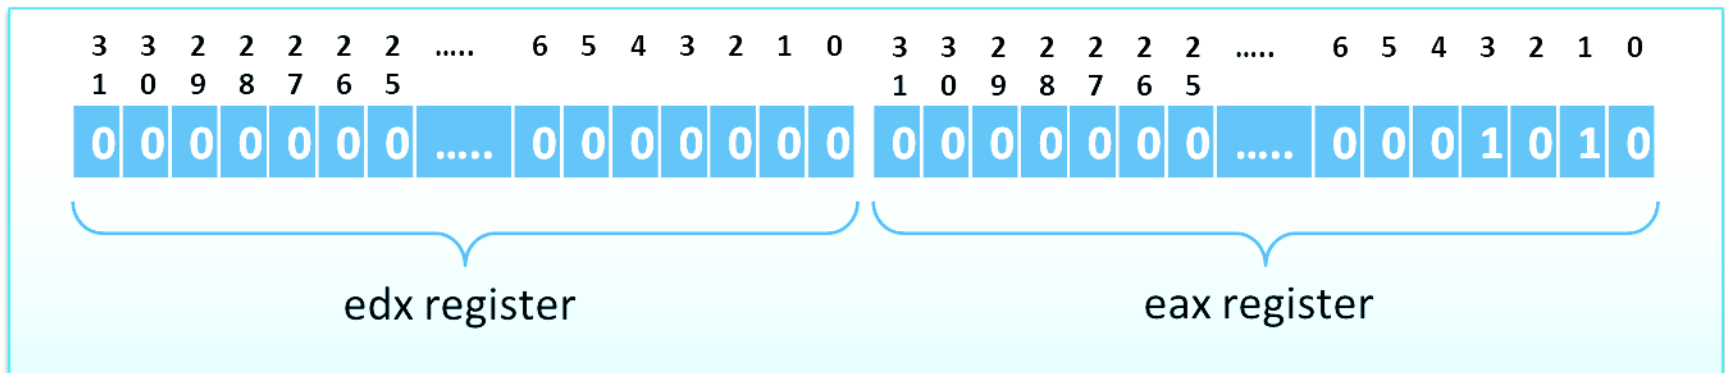 3 3 2 2 2 2 2 ..... 6 5 4 3 2 1 0 3 3 2 2 2 2 2 ..... 6 5 4 3 2 1 0
1 0 9 8 7 6 5 1 0 9 8 7 6 5
0 0 0 0 0 0 0 ..... 0 0 0 0 0 0 0 0 0 0 0 0 0 0 ..... 0 0 0 1 0 1 0
edx register eax register